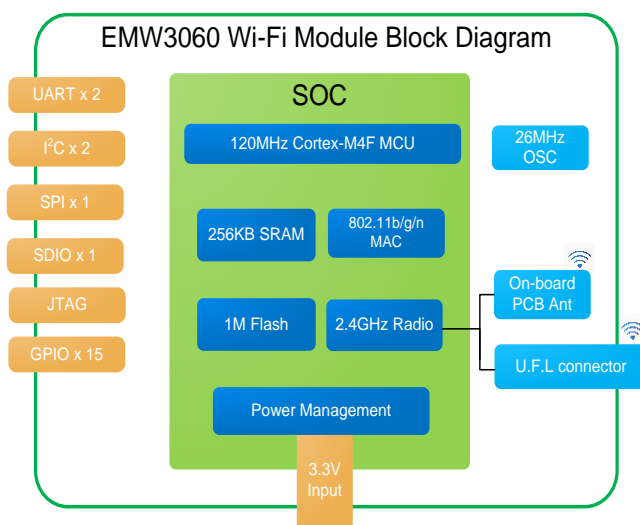 EMW3060 Wi-Fi Module Block Diagram
UART x 2
I²C x 2
SPI x 1
SDIO x 1
JTAG
GPIO x 15
SOC
120MHz Cortex-M4F MCU
256KB SRAM
802.11b/g/n
MAC
1M Flash
2.4GHz Radio
Power Management
3.3V
Input
26MHz
OSC
On-board
PCB Ant
U.F.L connector